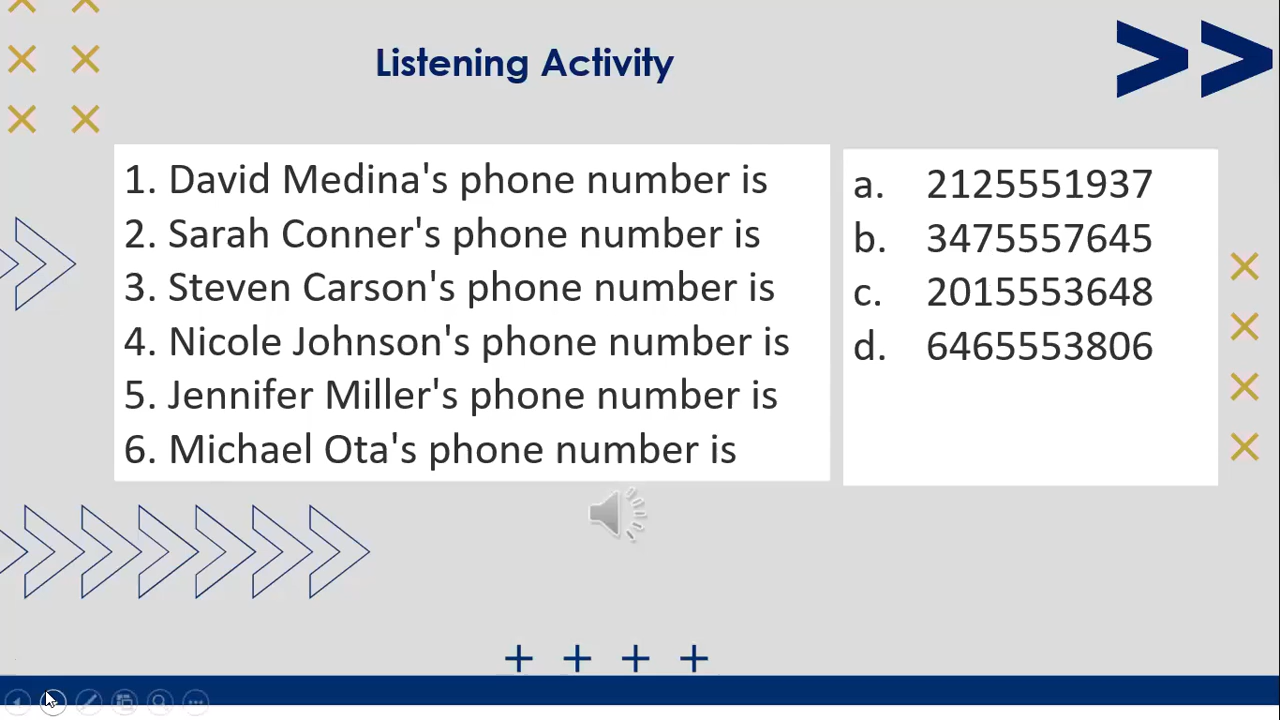 Listening Activity
1. David Medina's phone number is
2. Sarah Conner's phone number is
3. Steven Carson's phone number is
4. Nicole Johnson's phone number is
5. Jennifer Miller's phone number is
6. Michael Ota's phone number is
a. 2125551937
b. 3475557645
c. 2015553648
d. 6465553806